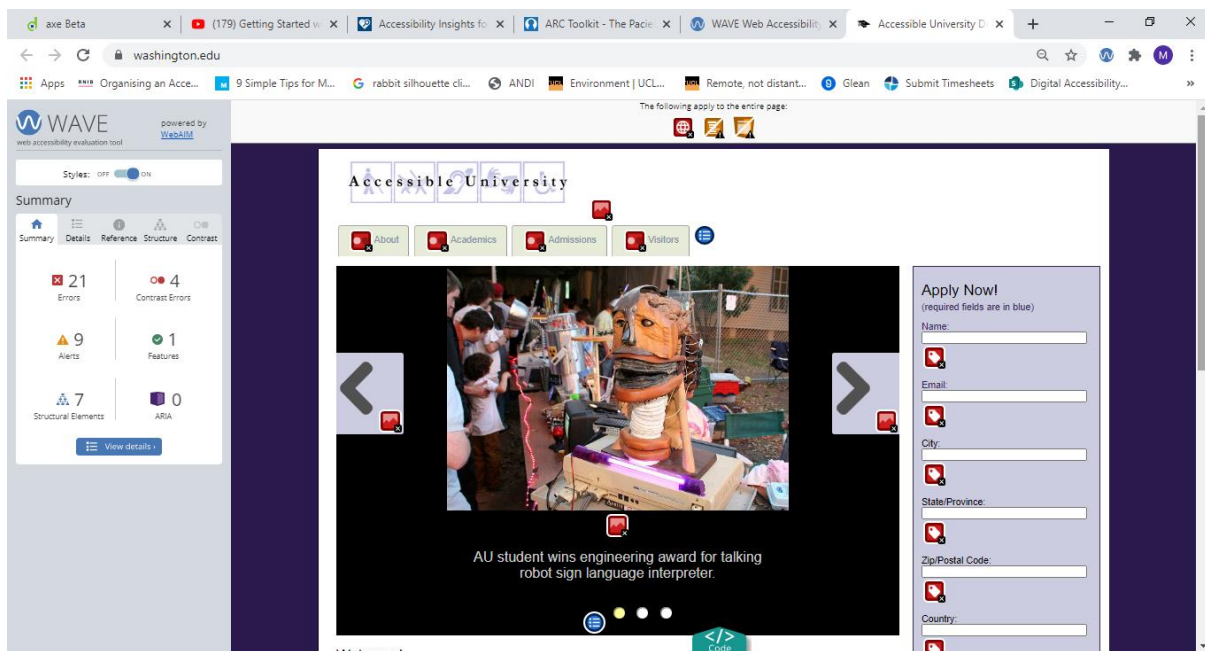 axe Beta
(179) Getting Started w
Accessibility Insights fo
ARC Toolkit - The Pacie
WAVE Web Accessibility
Accessible University D
washington.edu
M
Apps
Organising an Acce...
9 Simple Tips for M...
rabbit silhouette cli...
ANDI
Environment | UCL...
Remote, not distant...
Glean
Submit Timesheets
Digital Accessibility...
WAVE
web accessibility evaluation tool
powered by
WebAIM
Styles: OFF ON
Summary
Summary Details Reference Structure Contrast
21
Errors
4
Contrast Errors
9
Alerts
1
Features
7
Structural Elements
0
ARIA
View details ›
The following apply to the entire page:
Accessible University
About
Academics
Admissions
Visitors
AU student wins engineering award for talking
robot sign language interpreter.
</>
Code
Apply Now!
(required fields are in blue)
Name:
Email:
City:
State/Province:
Zip/Postal Code:
Country: